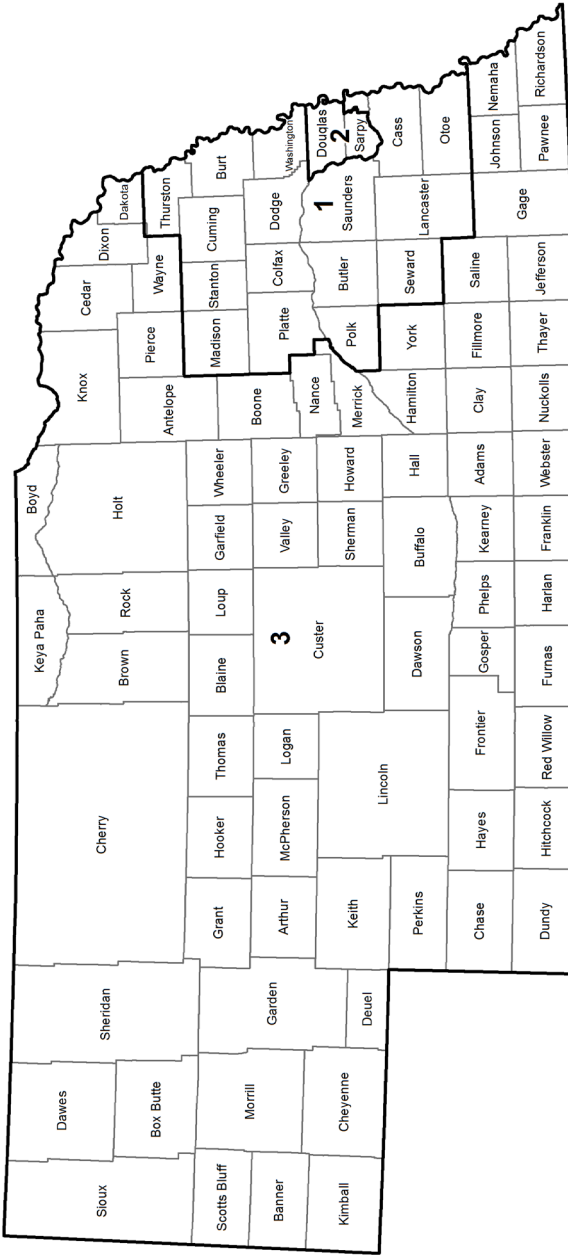 Sioux
Dawes
Box Butte
Sheridan
Cherry
Keya Paha
Boyd
Brown
Rock
Holt
Knox
Cedar
Dixon
Dakota
Antelope
Pierce
Wayne
Thurston
Scotts Bluff
Banner
Kimball
Morrill
Cheyenne
Garden
Deuel
Grant
Hooker
Thomas
Blaine
Loup
Garfield
Wheeler
Boone
Madison
Stanton
Cuming
Burt
Arthur
McPherson
Logan
3
Custer
Valley
Greeley
Nance
Platte
Colfax
Dodge
Washington
Keith
Lincoln
Sherman
Howard
Merrick
Polk
Butler
1
Saunders
Douglas
2
Sarpy
Perkins
Dawson
Buffalo
Hall
Hamilton
York
Seward
Lancaster
Cass
Otoe
Chase
Hayes
Frontier
Gosper
Phelps
Kearney
Adams
Clay
Fillmore
Saline
Gage
Johnson
Nemaha
Dundy
Hitchcock
Red Willow
Furnas
Harlan
Franklin
Webster
Nuckolls
Thayer
Jefferson
Pawnee
Richardson